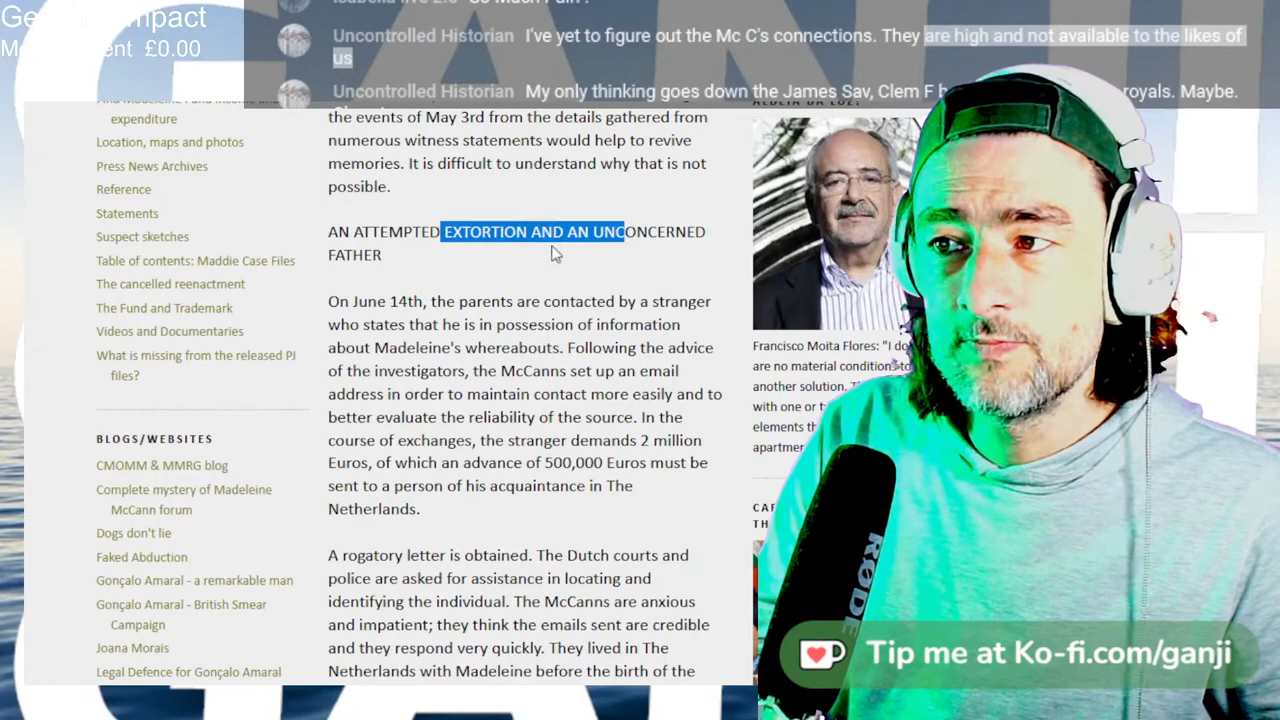 Uncontrolled Historian I've yet to figure out the Mc C's connections. They are high and not available to the likes of
us
Uncontrolled Historian My only thinking goes down the James Sav, Clem F royals. Maybe.
£0.00
expenditure
Location, maps and photos
Press News Archives
Reference
Statements
Suspect sketches
Table of contents: Maddie Case Files
The cancelled reenactment
The Fund and Trademark
Videos and Documentaries
What is missing from the released PJ
files?
BLOGS/WEBSITES
CMOMM & MMRG blog
Complete mystery of Madeleine
McCann forum
Dogs don't lie
Faked Abduction
Gonçalo Amaral - a remarkable man
Gonçalo Amaral - British Smear
Campaign
Joana Morais
Legal Defence for Gonçalo Amaral
the events of May 3rd from the details gathered from
numerous witness statements would help to revive
memories. It is difficult to understand why that is not
possible.
AN ATTEMPTED EXTORTION AND AN UNCONCERNED
FATHER
On June 14th, the parents are contacted by a stranger
who states that he is in possession of information
about Madeleine's whereabouts. Following the advice
of the investigators, the McCanns set up an email
address in order to maintain contact more easily and to
better evaluate the reliability of the source. In the
course of exchanges, the stranger demands 2 million
Euros, of which an advance of 500,000 Euros must be
sent to a person of his acquaintance in The
Netherlands.
A rogatory letter is obtained. The Dutch courts and
police are asked for assistance in locating and
identifying the individual. The McCanns are anxious
and impatient; they think the emails sent are credible
and they respond very quickly. They lived in The
Netherlands with Madeleine before the birth of the
Francisco Moita Flores: "I do
are no material conditions to
another solution.
with one or
elements
RØDE
Tip me at Ko-fi.com/ganji